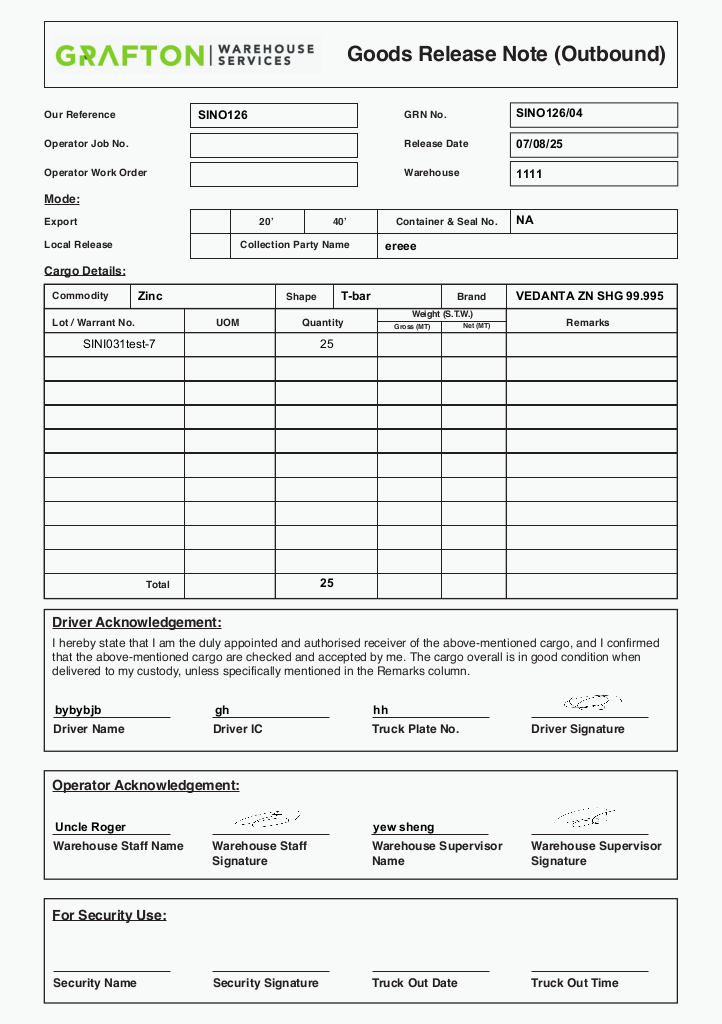 GRAFTON WAREHOUSE SERVICES
Goods Release Note (Outbound)
Our Reference SINO126 GRN No. SINO126/04
Operator Job No. Release Date 07/08/25
Operator Work Order Warehouse 1111
Mode:
Export 20' 40' Container & Seal No. NA
Local Release Collection Party Name ereee
Cargo Details:
Commodity Zinc Shape T-bar Brand VEDANTA ZN SHG 99.995
Lot / Warrant No. UOM Quantity Weight (S.T.W.) Remarks
Gross (MT) Net (MT)
SINI031test-7 25
Total 25
Driver Acknowledgement:
I hereby state that I am the duly appointed and authorised receiver of the above-mentioned cargo, and I confirmed
that the above-mentioned cargo are checked and accepted by me. The cargo overall is in good condition when
delivered to my custody, unless specifically mentioned in the Remarks column.
bybybjb gh hh
Driver Name Driver IC Truck Plate No. Driver Signature
Operator Acknowledgement:
Uncle Roger yew sheng
Warehouse Staff Name Warehouse Staff Signature Warehouse Supervisor Name Warehouse Supervisor Signature
For Security Use:
Security Name Security Signature Truck Out Date Truck Out Time